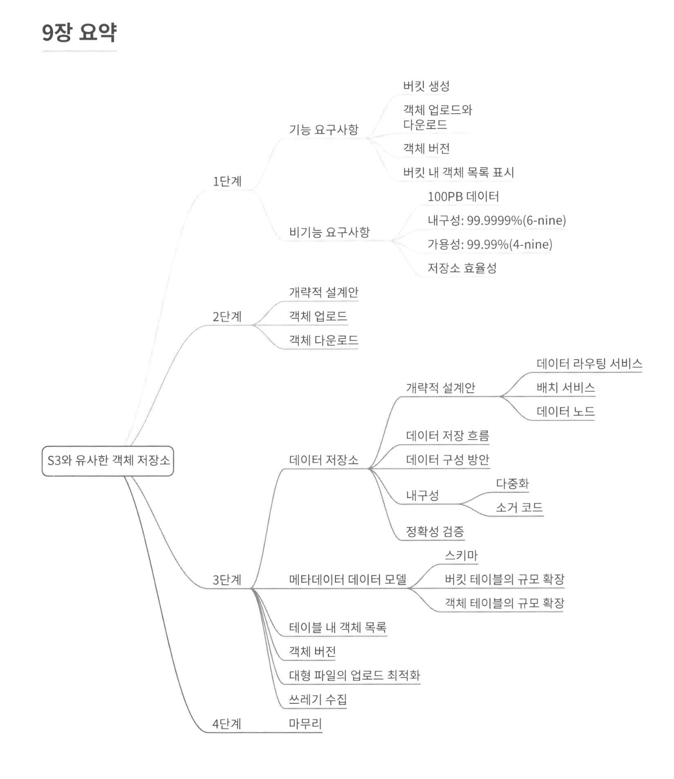 9장 요약
S3와 유사한 객체 저장소
1단계
기능 요구사항
버킷 생성
객체 업로드와
다운로드
객체 버전
버킷 내 객체 목록 표시
비기능 요구사항
100PB 데이터
내구성: 99.9999%(6-nine)
가용성: 99.99%(4-nine)
저장소 효율성
2단계
개략적 설계안
객체 업로드
객체 다운로드
3단계
데이터 저장소
개략적 설계안
데이터 라우팅 서비스
배치 서비스
데이터 노드
데이터 저장 흐름
데이터 구성 방안
내구성
다중화
소거 코드
정확성 검증
메타데이터 데이터 모델
스키마
버킷 테이블의 규모 확장
객체 테이블의 규모 확장
테이블 내 객체 목록
객체 버전
대형 파일의 업로드 최적화
쓰레기 수집
4단계
마무리